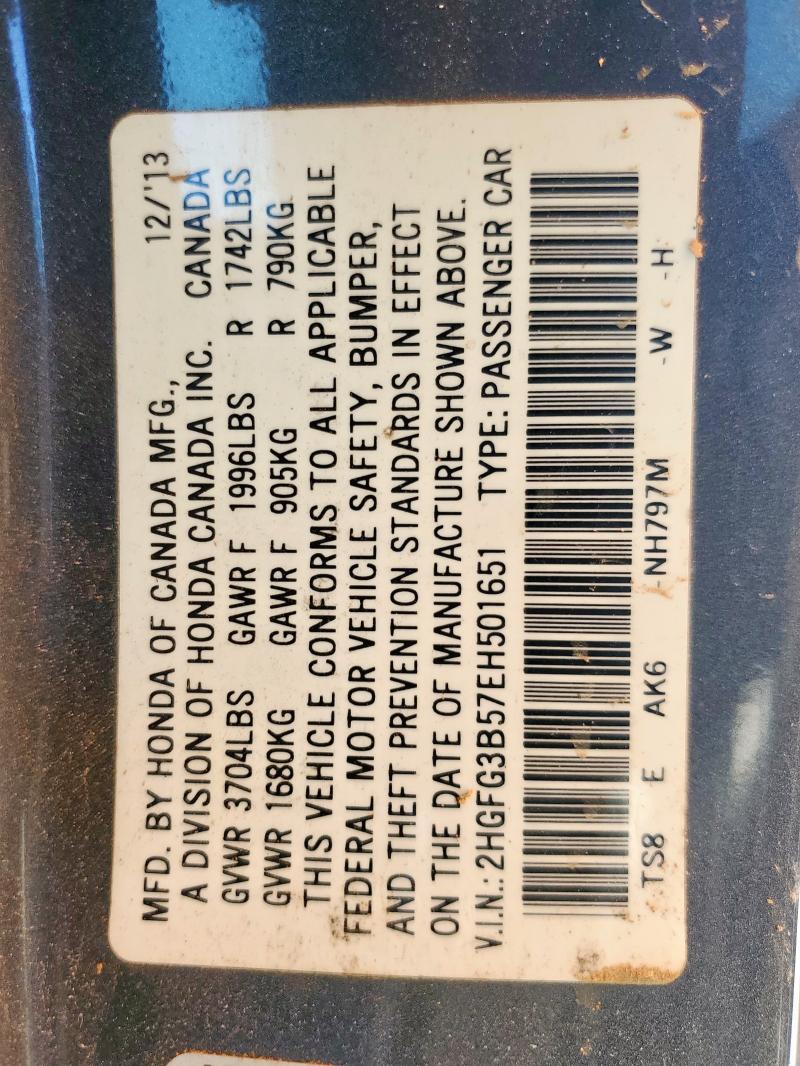 MFD. BY HONDA OF CANADA MFG., 12/'13
A DIVISION OF HONDA CANADA INC. CANADA
GVWR 3704LBS GAWR F 1996LBS R 1742LBS
GVWR 1680KG GAWR F 905KG R 790KG
THIS VEHICLE CONFORMS TO ALL APPLICABLE
FEDERAL MOTOR VEHICLE SAFETY, BUMPER,
AND THEFT PREVENTION STANDARDS IN EFFECT
ON THE DATE OF MANUFACTURE SHOWN ABOVE.
V.I.N.: 2HGFG3B57EH501651 TYPE: PASSENGER CAR
TS8 E AK6 -NH797M -W -H